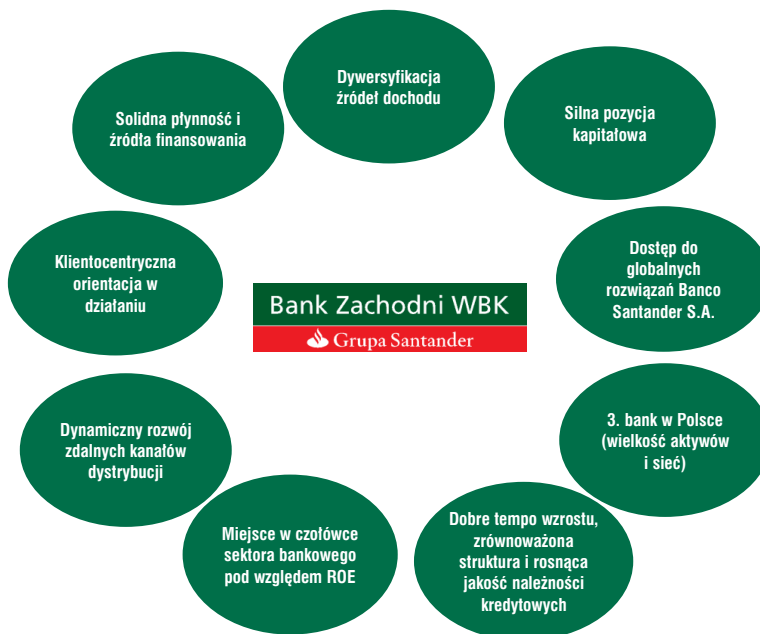 Dywersyfikacja
źródeł dochodu
Solidna płynność i
źródła finansowania
Silna pozycja
kapitałowa
Klientocentryczna
orientacja w
działaniu
Dostęp do
globalnych
rozwiązań Banco
Santander S.A.
Bank Zachodni WBK
Grupa Santander
Dynamiczny rozwój
zdalnych kanałów
dystrybucji
3. bank w Polsce
(wielkość aktywów
i sieć)
Miejsce w czołówce
sektora bankowego
pod względem ROE
Dobre tempo wzrostu,
zrównoważona
struktura i rosnąca
jakość należności
kredytowych